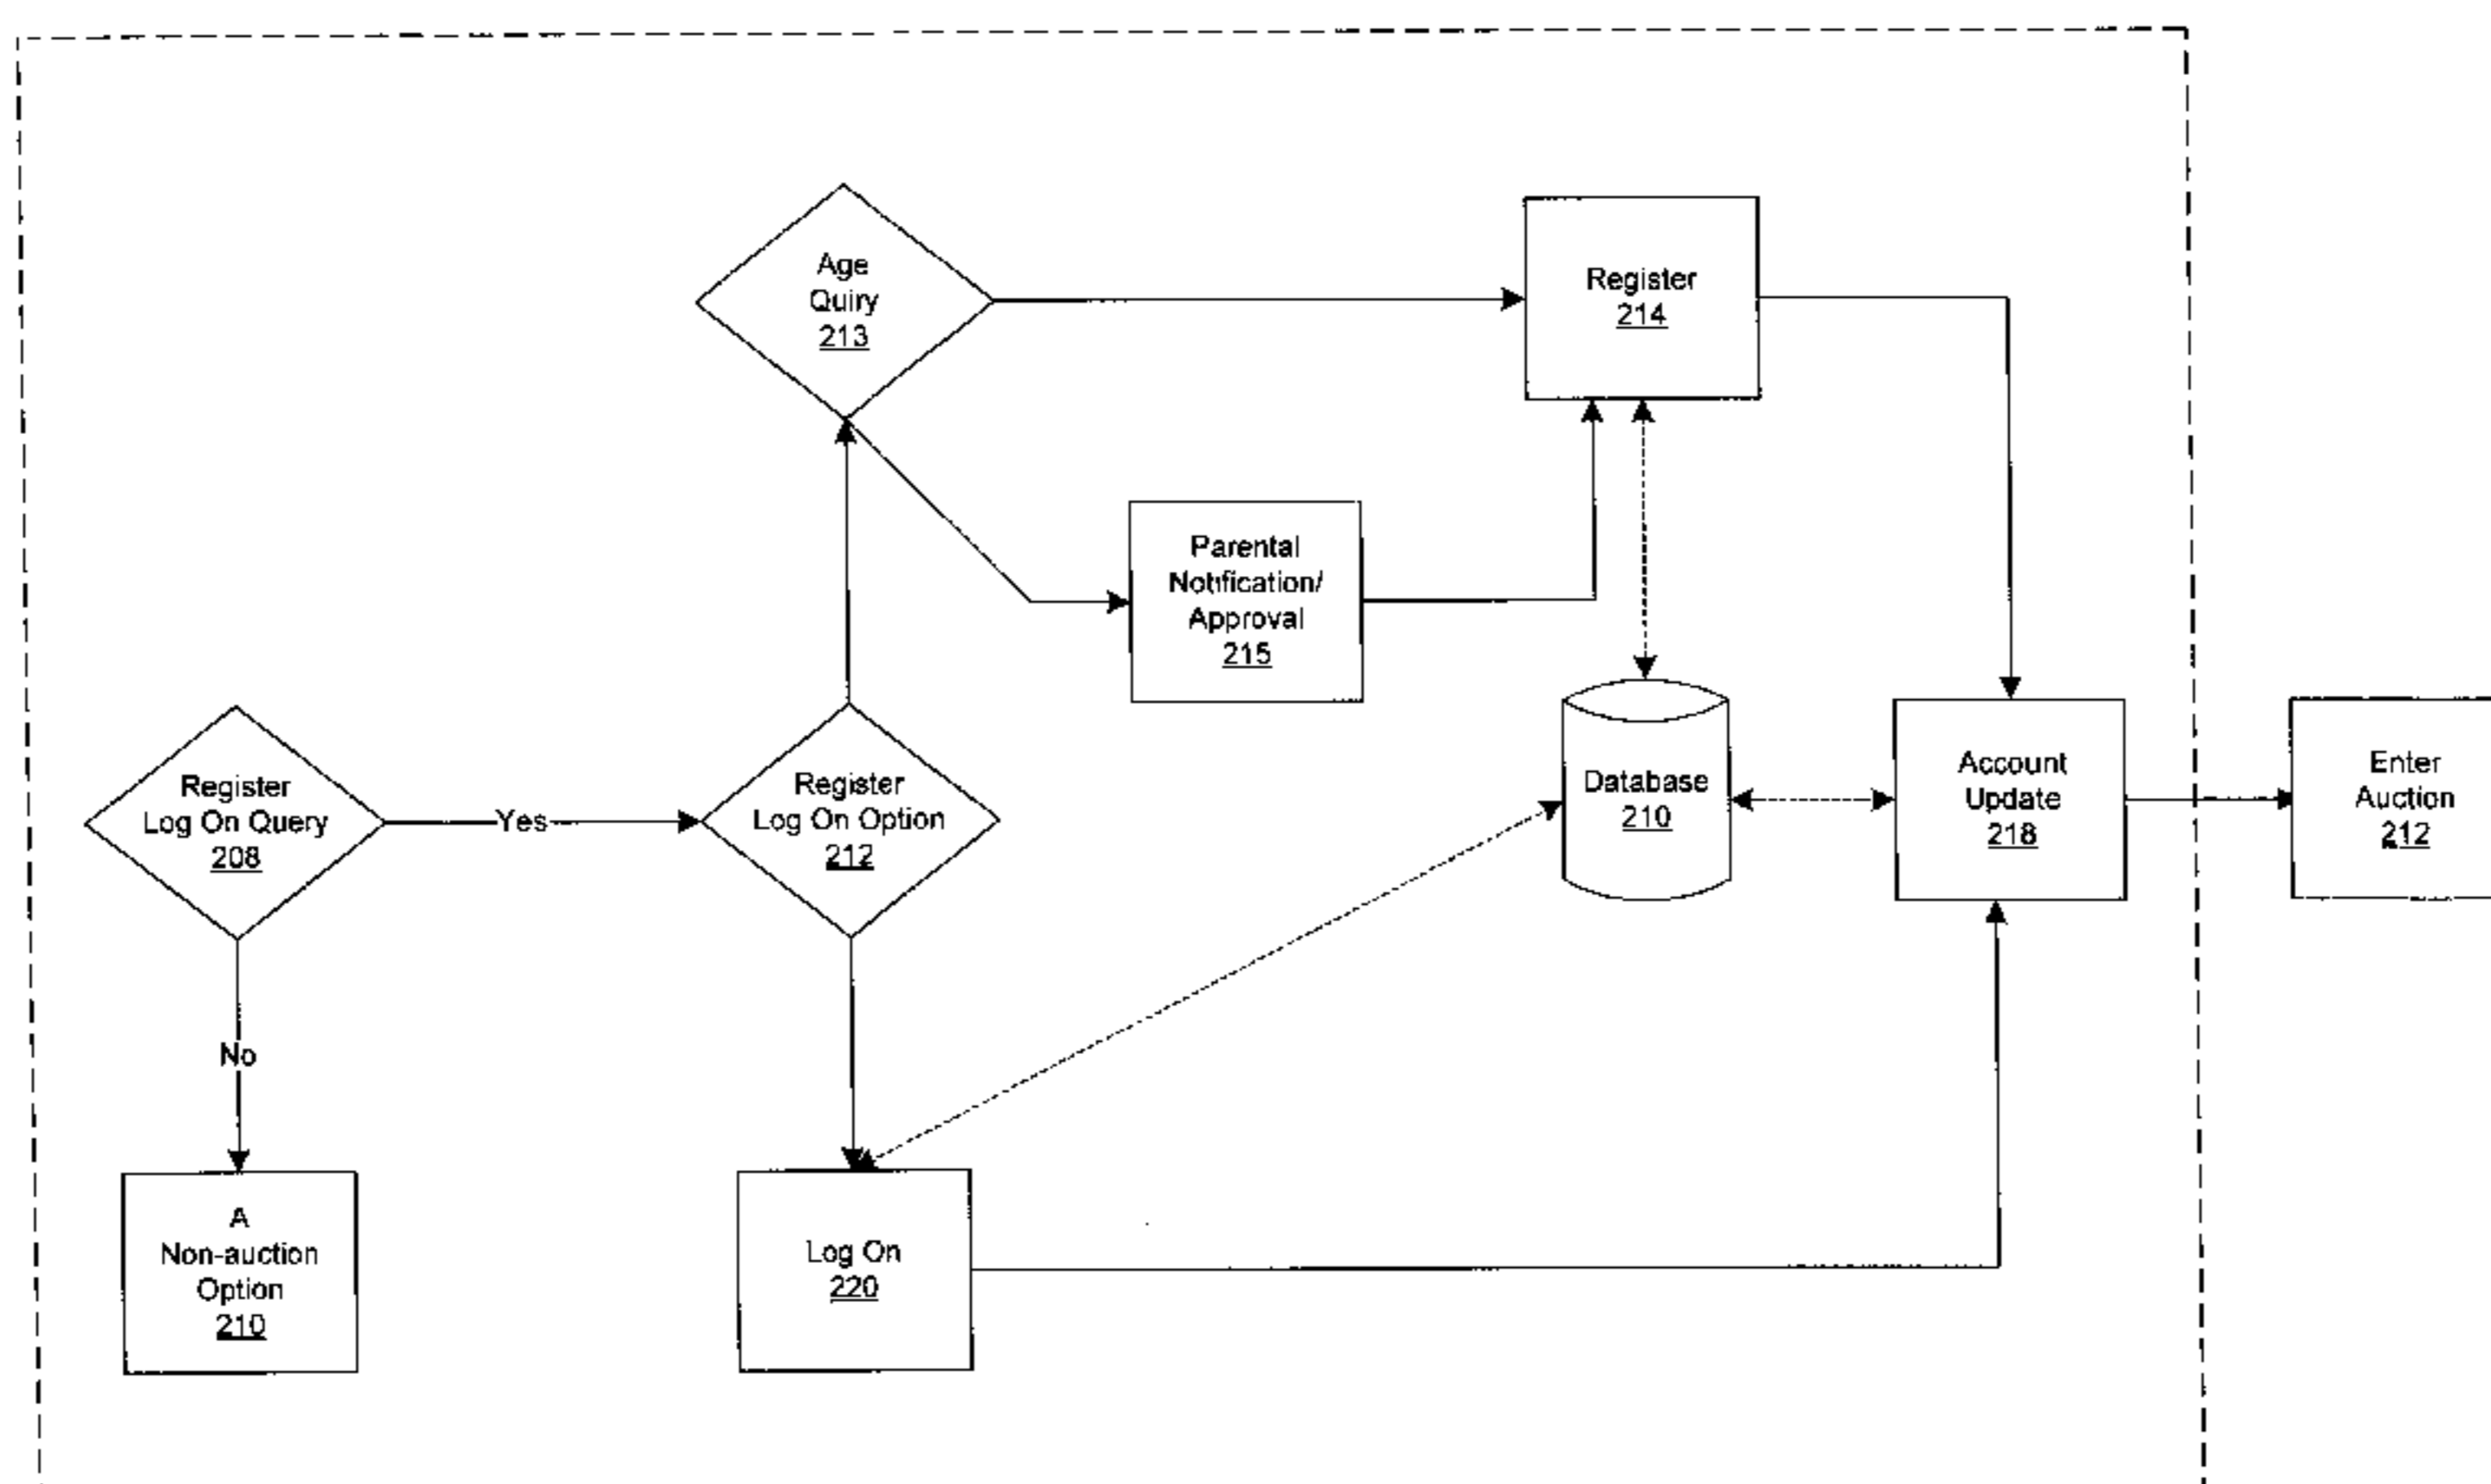 Age
Quiry
213
Register
214
Parental
Notification/
Approval
215
Register
Log On Query
208
Yes
Register
Log On Option
212
Database
210
Account
Update
218
Enter
Auction
212
No
A
Non-auction
Option
210
Log On
220